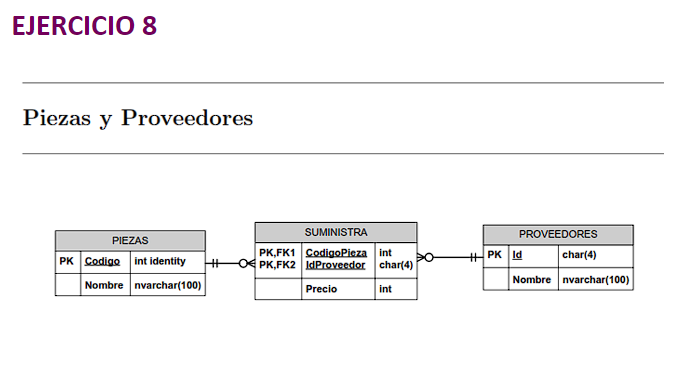 EJERCICIO 8
Piezas y Proveedores
PIEZAS
PK Codigo int identity
Nombre nvarchar(100)
SUMINISTRA
PK,FK1 CodigoPieza int
PK,FK2 IdProveedor char(4)
Precio int
PROVEEDORES
PK Id char(4)
Nombre nvarchar(100)